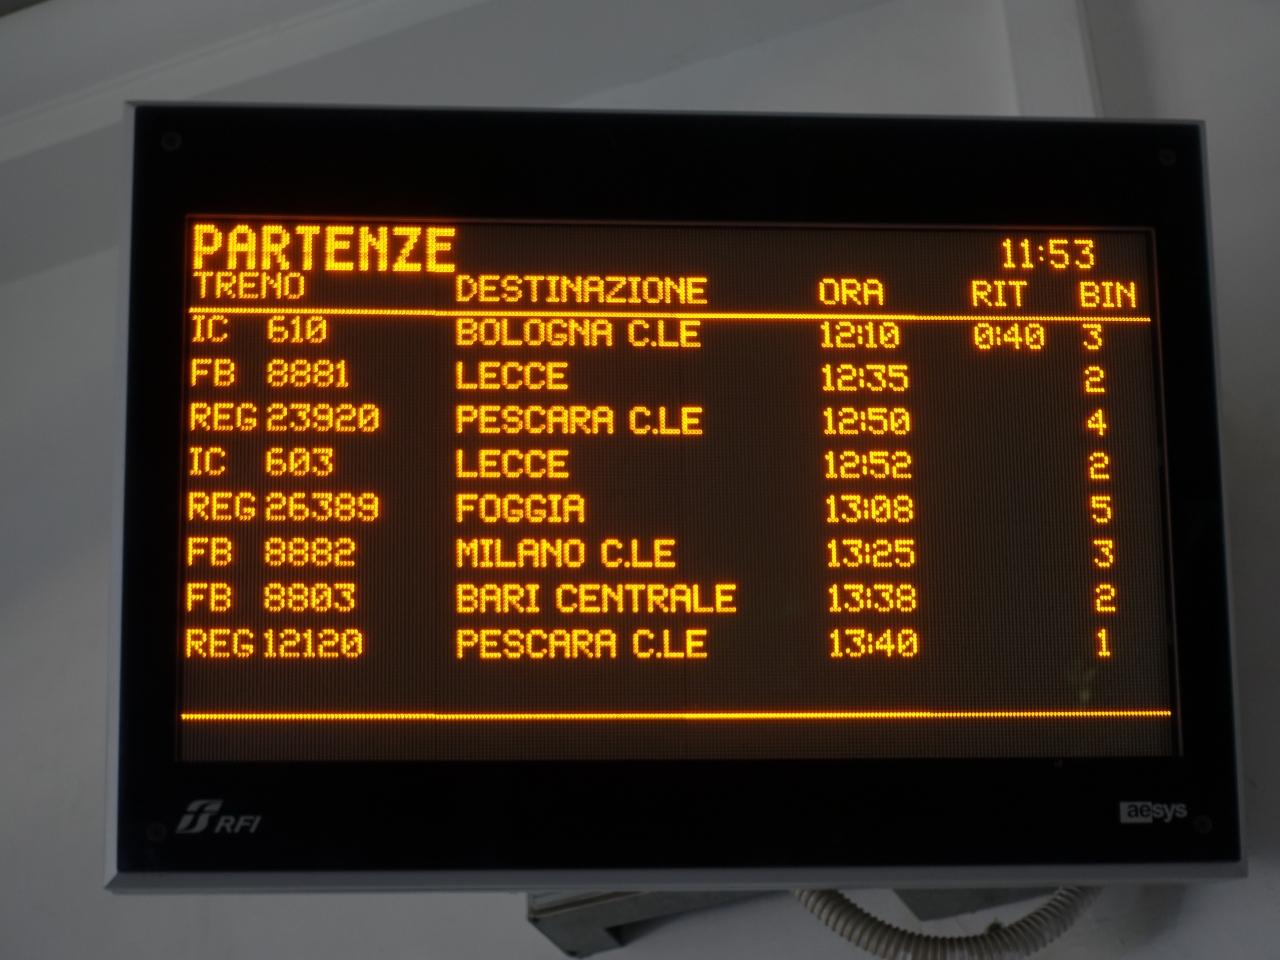 PARTENZE 11:53
TRENO DESTINAZIONE ORA RIT BIN
IC 610 BOLOGNA C.LE 12:10 0:40 3
FB 8881 LECCE 12:35 2
REG 23920 PESCARA C.LE 12:50 4
IC 603 LECCE 12:52 2
REG 26389 FOGGIA 13:08 5
FB 8882 MILANO C.LE 13:25 3
FB 8803 BARI CENTRALE 13:38 2
REG 12120 PESCARA C.LE 13:40 1
RFI aesys